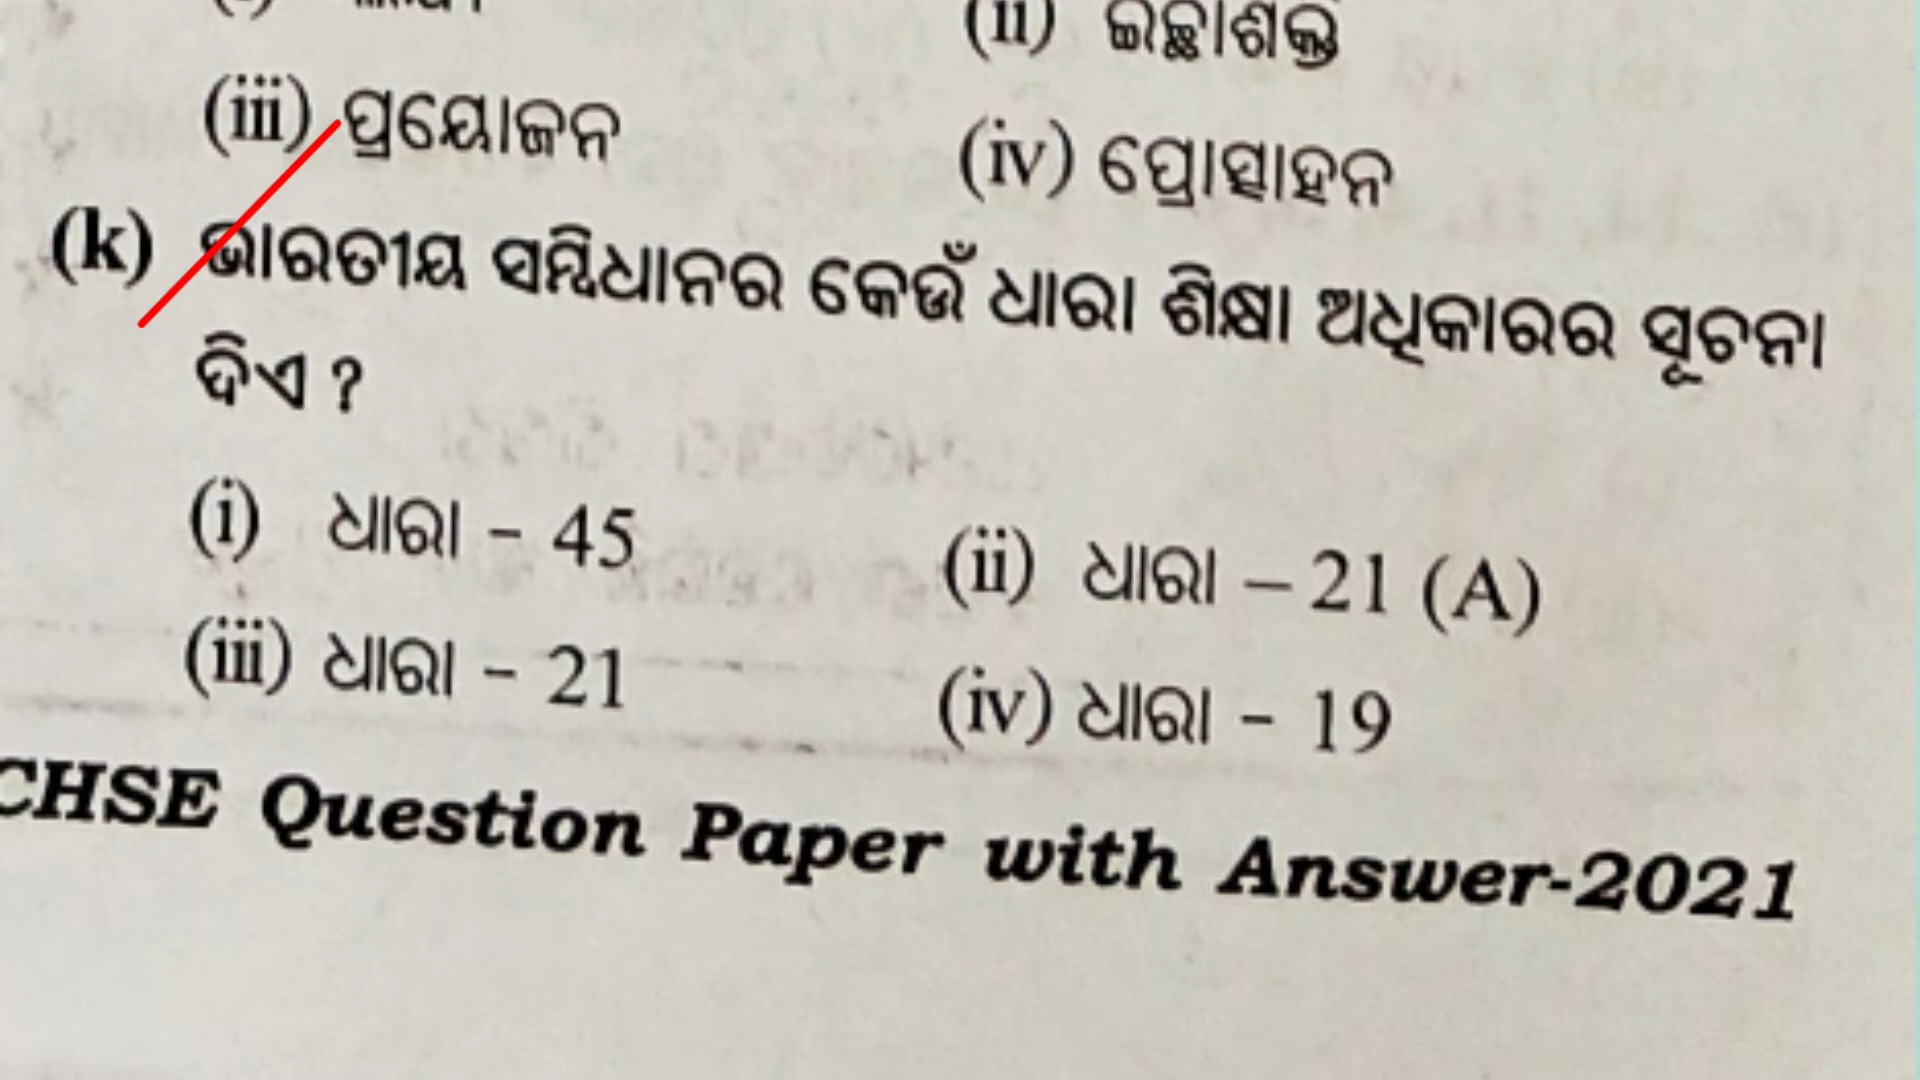 (ii) ଇଚ୍ଛାଶକ୍ତି
(iii) ପ୍ରୟୋଜନ (iv) ପ୍ରୋତ୍ସାହନ
(k) ଭାରତୀୟ ସମ୍ବିଧାନର କେଉଁ ଧାରା ଶିକ୍ଷା ଅଧିକାରର ସୂଚନା
ଦିଏ ?
(i) ଧାରା - 45 (ii) ଧାରା – 21 (A)
(iii) ଧାରା - 21 (iv) ଧାରା - 19
CHSE Question Paper with Answer-2021